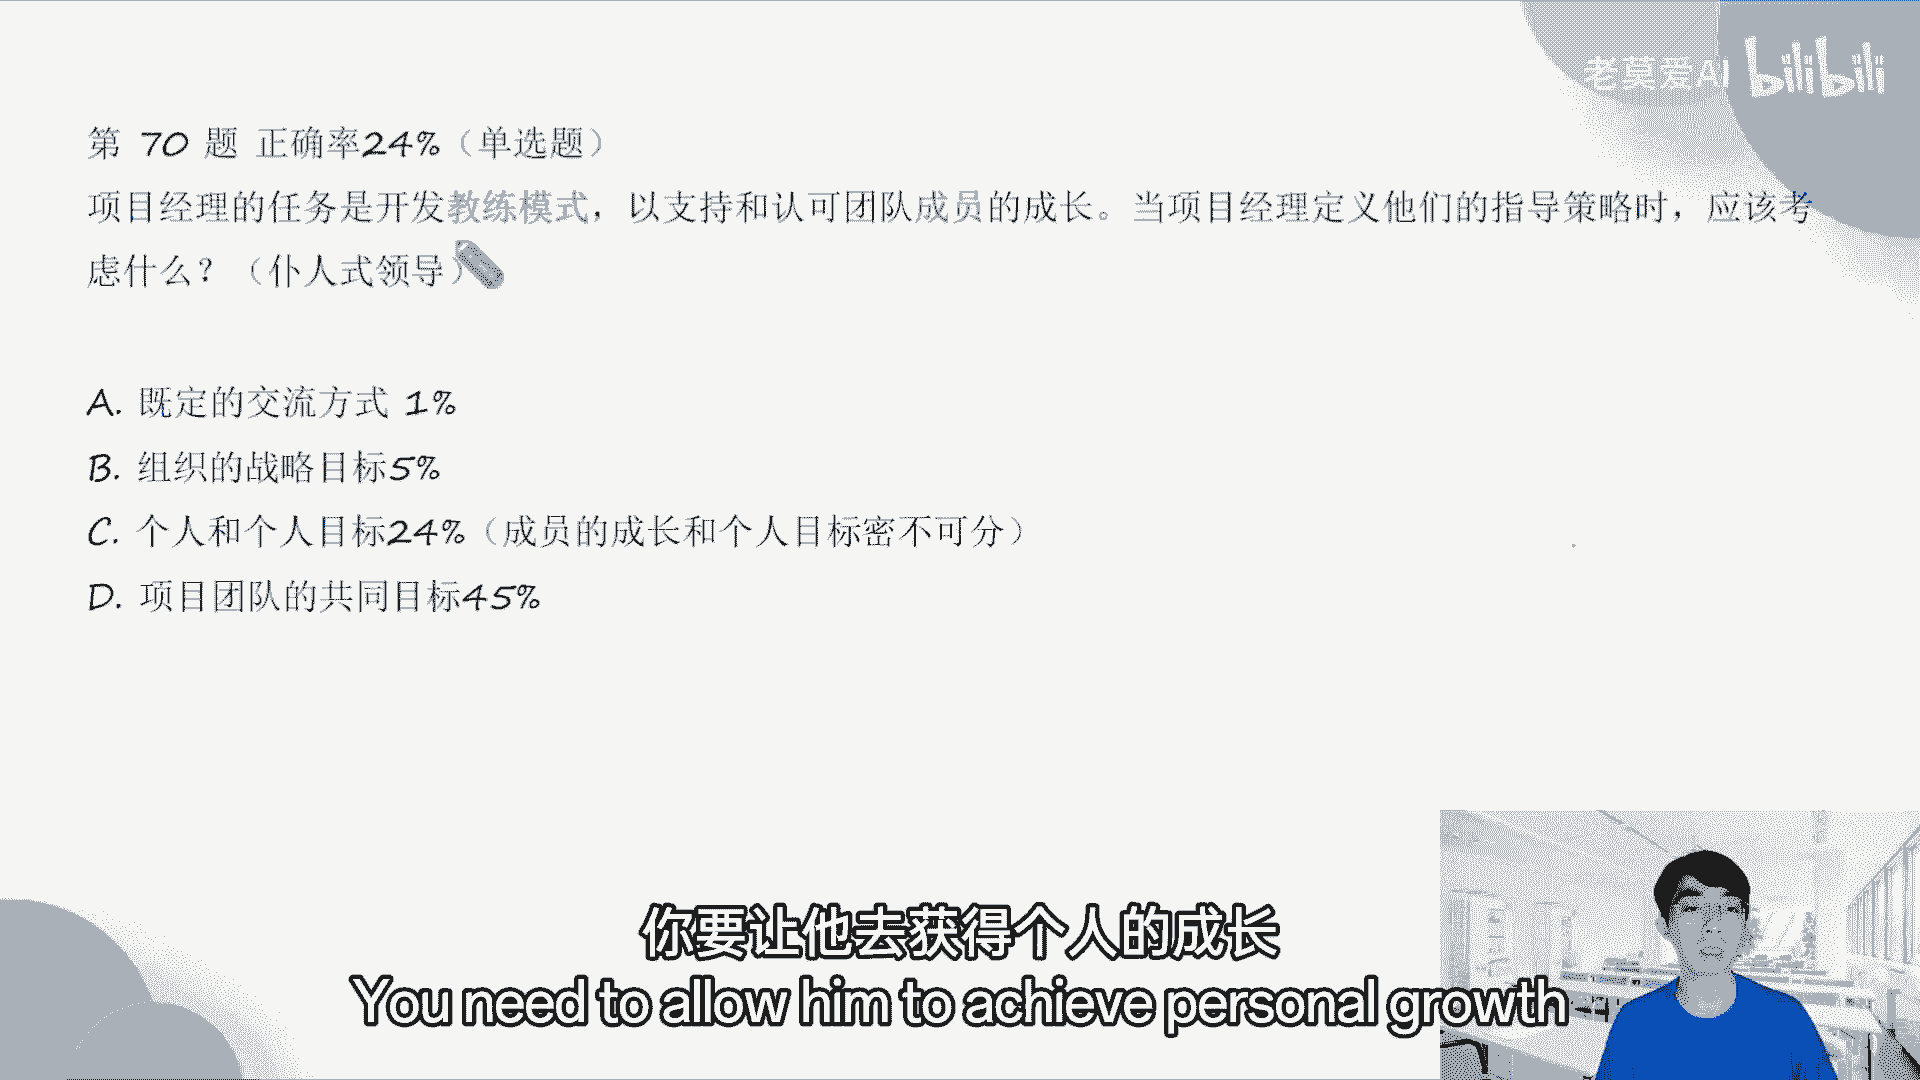 老莫爱AI bilibili
第 70 题 正确率24%（单选题）
项目经理的任务是开发教练模式，以支持和认可团队成员的成长。当项目经理定义他们的指导策略时，应该考
虑什么？（仆人式领导）
A. 既定的交流方式 1%
B. 组织的战略目标5%
C. 个人和个人目标24%（成员的成长和个人目标密不可分）
D. 项目团队的共同目标45%
你要让他去获得个人的成长
You need to allow him to achieve personal growth